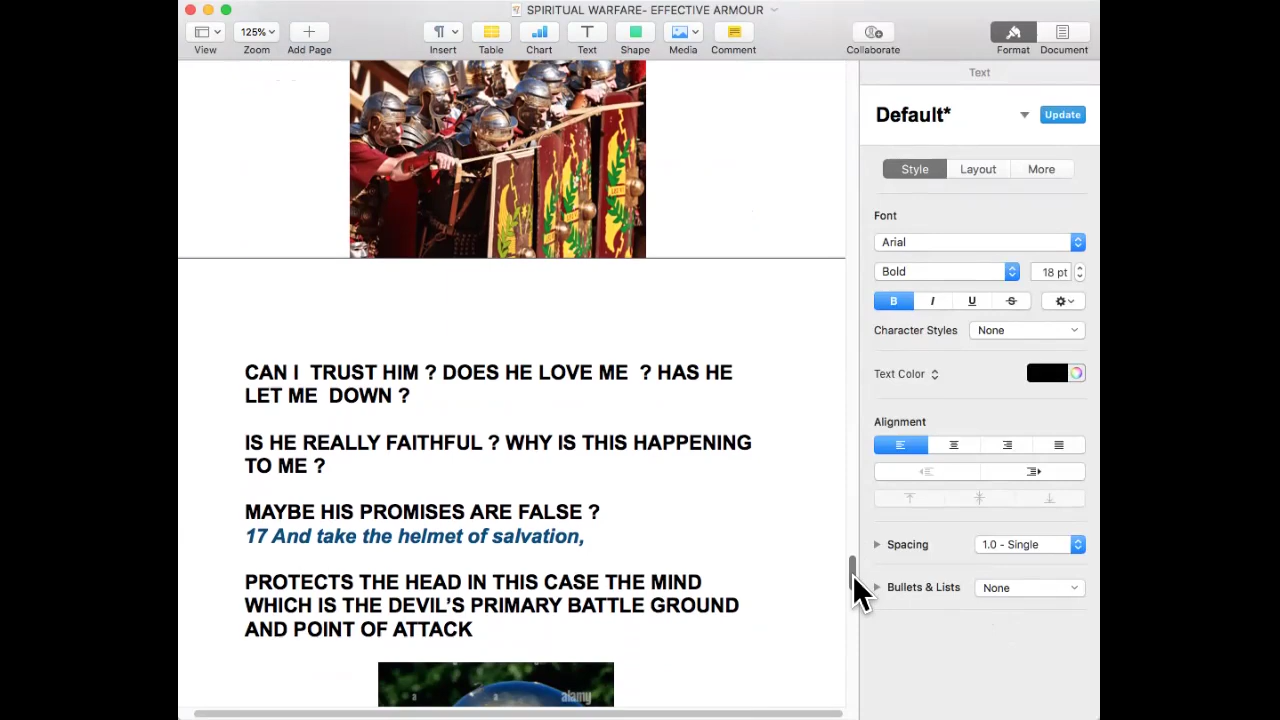 SPIRITUAL WARFARE- EFFECTIVE ARMOUR
125%
View
Zoom
Add Page
Insert
Table
Chart
Text
Shape
Media
Comment
Collaborate
Format
Document
Text
Default*
Update
Style
Layout
More
Font
Arial
Bold
18 pt
B
I
U
S
Character Styles
None
Text Color
Alignment
Spacing
1.0 - Single
Bullets & Lists
None
CAN I  TRUST HIM ? DOES HE LOVE ME  ? HAS HE
LET ME  DOWN ?
IS HE REALLY FAITHFUL ? WHY IS THIS HAPPENING
TO ME ?
MAYBE HIS PROMISES ARE FALSE ?
17 And take the helmet of salvation,
PROTECTS THE HEAD IN THIS CASE THE MIND
WHICH IS THE DEVIL'S PRIMARY BATTLE GROUND
AND POINT OF ATTACK
alamy